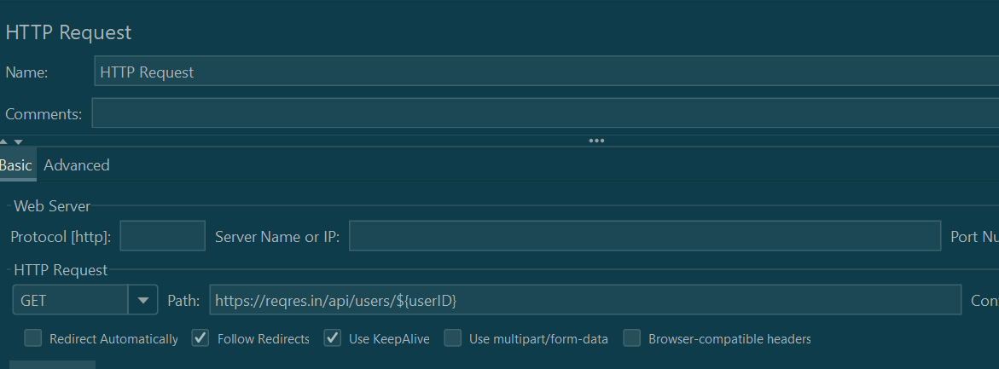 HTTP Request
Name: HTTP Request
Comments:
Basic Advanced
Web Server
Protocol [http]: Server Name or IP: Port Nu
HTTP Request
GET Path: https://reqres.in/api/users/${userID} Con
Redirect Automatically Follow Redirects Use KeepAlive Use multipart/form-data Browser-compatible headers